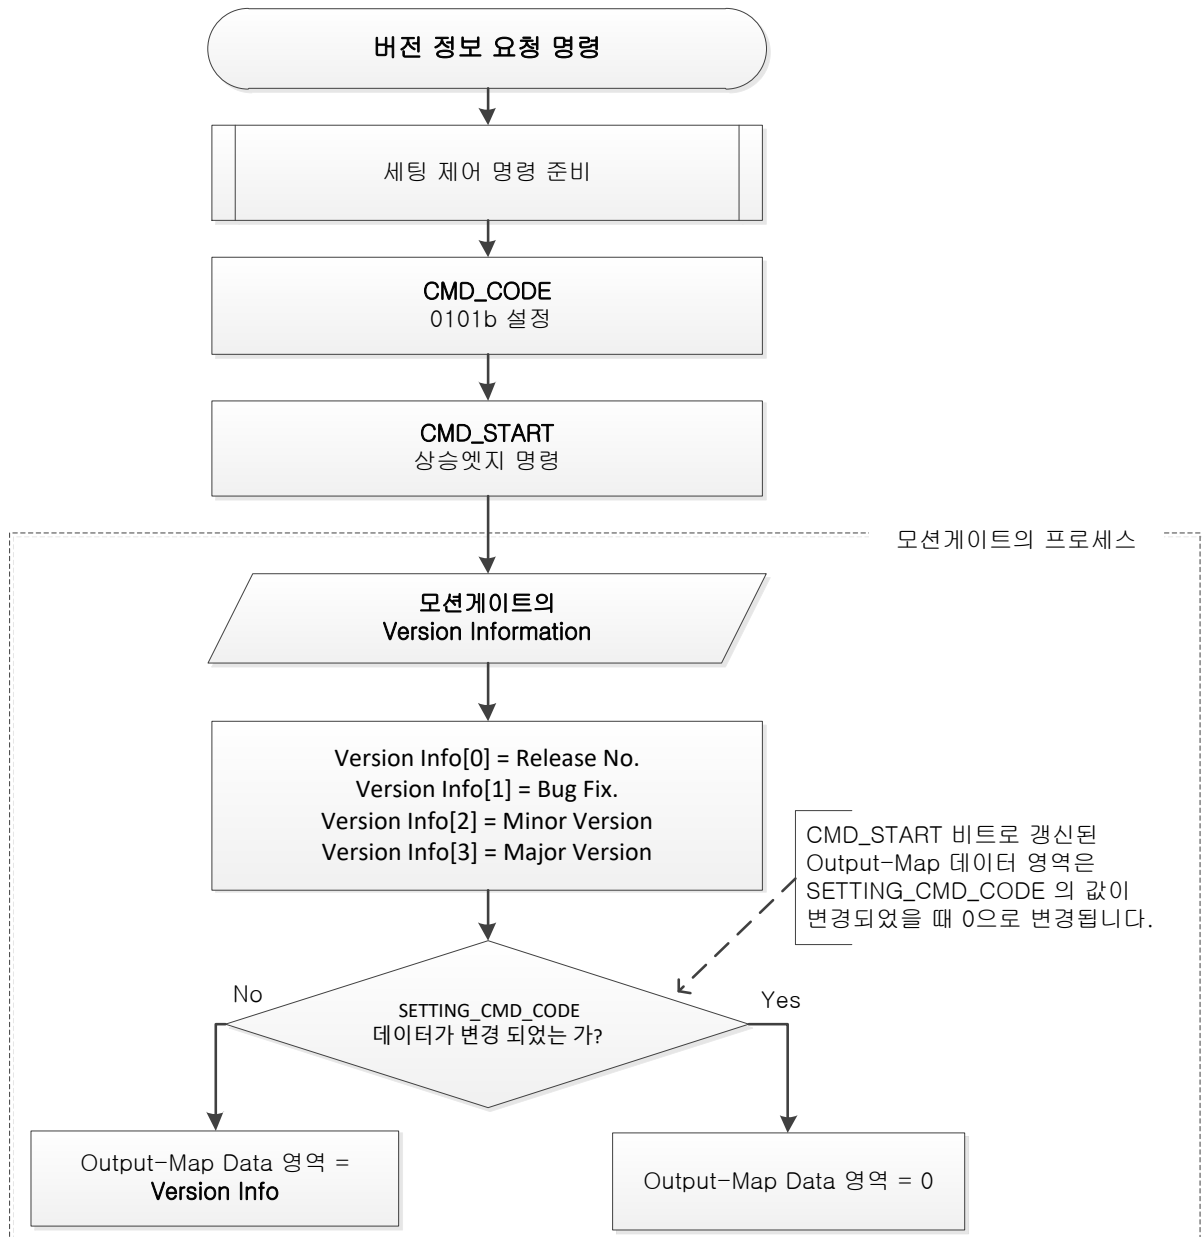 버전 정보 요청 명령
세팅 제어 명령 준비
CMD_CODE
0101b 설정
CMD_START
상승엣지 명령
모션게이트의 프로세스
모션게이트의
Version Information
Version Info[0] = Release No.
Version Info[1] = Bug Fix.
Version Info[2] = Minor Version
Version Info[3] = Major Version
CMD_START 비트로 갱신된
Output-Map 데이터 영역은
SETTING_CMD_CODE 의 값이
변경되었을 때 0으로 변경됩니다.
No
Yes
SETTING_CMD_CODE
데이터가 변경 되었는 가?
Output-Map Data 영역 =
Version Info
Output-Map Data 영역 = 0